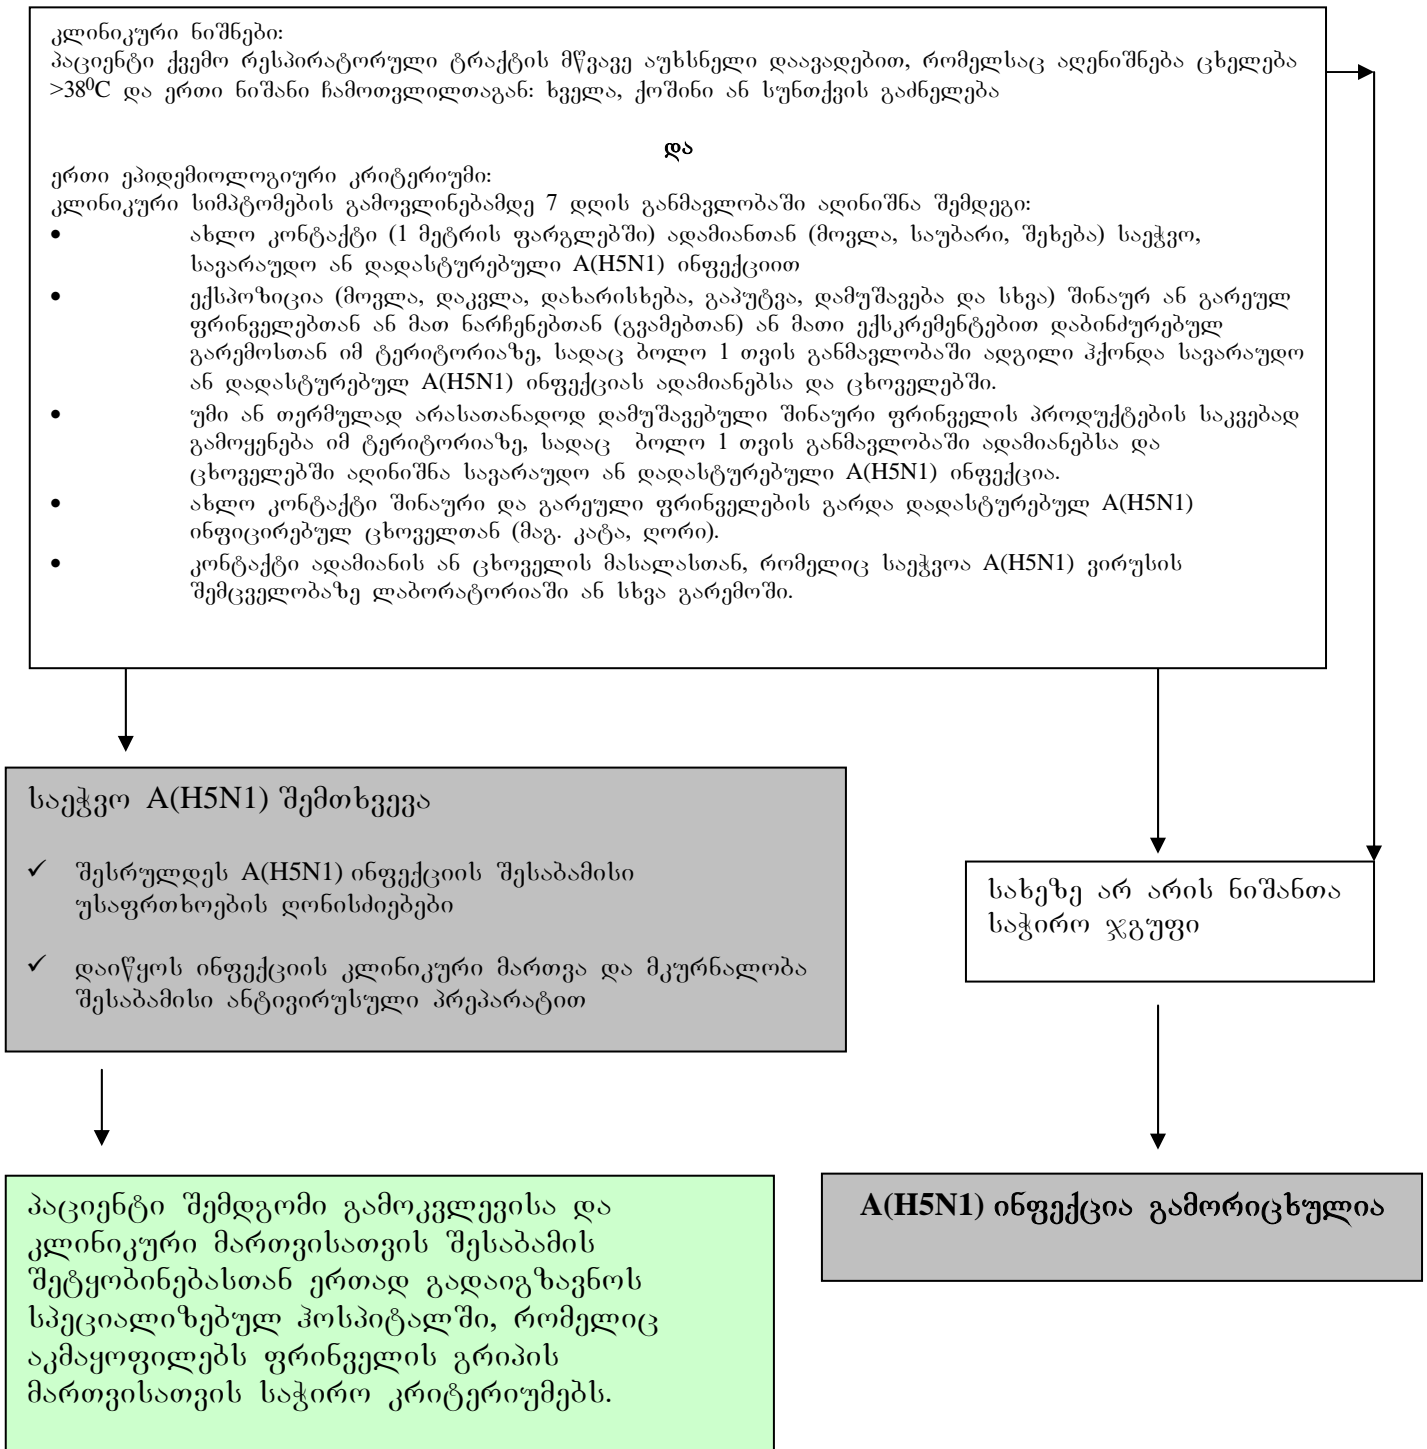 კლინიკური ნიშნები:
პაციენტი ქვემო რესპირატორული ტრაქტის მწვავე აუხსნელი დაავადებით, რომელსაც აღენიშნება ცხელება
>38⁰C და ერთი ნიშანი ჩამოთვლილთაგან: ხველა, ქოშინი ან სუნთქვის გაძნელება
და
ერთი ეპიდემიოლოგიური კრიტერიუმი:
კლინიკური სიმპტომების გამოვლინებამდე 7 დღის განმავლობაში აღინიშნა შემდეგი:
• ახლო კონტაქტი (1 მეტრის ფარგლებში) ადამიანთან (მოვლა, საუბარი, შეხება) საეჭვო,
სავარაუდო ან დადასტურებული A(H5N1) ინფექციით
• ექსპოზიცია (მოვლა, დაკვლა, დახარისხება, გაპუტვა, დამუშავება და სხვა) შინაურ ან გარეულ
ფრინველებთან ან მათ ნარჩენებთან (გვამებთან) ან მათი ექსკრემენტებით დაბინძურებულ
გარემოსთან იმ ტერიტორიაზე, სადაც ბოლო 1 თვის განმავლობაში ადგილი ჰქონდა სავარაუდო
ან დადასტურებულ A(H5N1) ინფექციას ადამიანებსა და ცხოველებში.
• უმი ან თერმულად არასათანადოდ დამუშავებული შინაური ფრინველის პროდუქტების საკვებად
გამოყენება იმ ტერიტორიაზე, სადაც ბოლო 1 თვის განმავლობაში ადამიანებსა და
ცხოველებში აღინიშნა სავარაუდო ან დადასტურებული A(H5N1) ინფექცია.
• ახლო კონტაქტი შინაური და გარეული ფრინველების გარდა დადასტურებულ A(H5N1)
ინფიცირებულ ცხოველთან (მაგ. კატა, ღორი).
• კონტაქტი ადამიანის ან ცხოველის მასალასთან, რომელიც საეჭვოა A(H5N1) ვირუსის
შემცველობაზე ლაბორატორიაში ან სხვა გარემოში.
საეჭვო A(H5N1) შემთხვევა
✓ შესრულდეს A(H5N1) ინფექციის შესაბამისი
უსაფრთხოების ღონისძიებები
✓ დაიწყოს ინფექციის კლინიკური მართვა და მკურნალობა
შესაბამისი ანტივირუსული პრეპარატით
სახეზე არ არის ნიშანთა
საჭირო ჯგუფი
პაციენტი შემდგომი გამოკვლევისა და
კლინიკური მართვისათვის შესაბამის
შეტყობინებასთან ერთად გადაიგზავნოს
სპეციალიზებულ ჰოსპიტალში, რომელიც
აკმაყოფილებს ფრინველის გრიპის
მართვისათვის საჭირო კრიტერიუმებს.
A(H5N1) ინფექცია გამორიცხულია